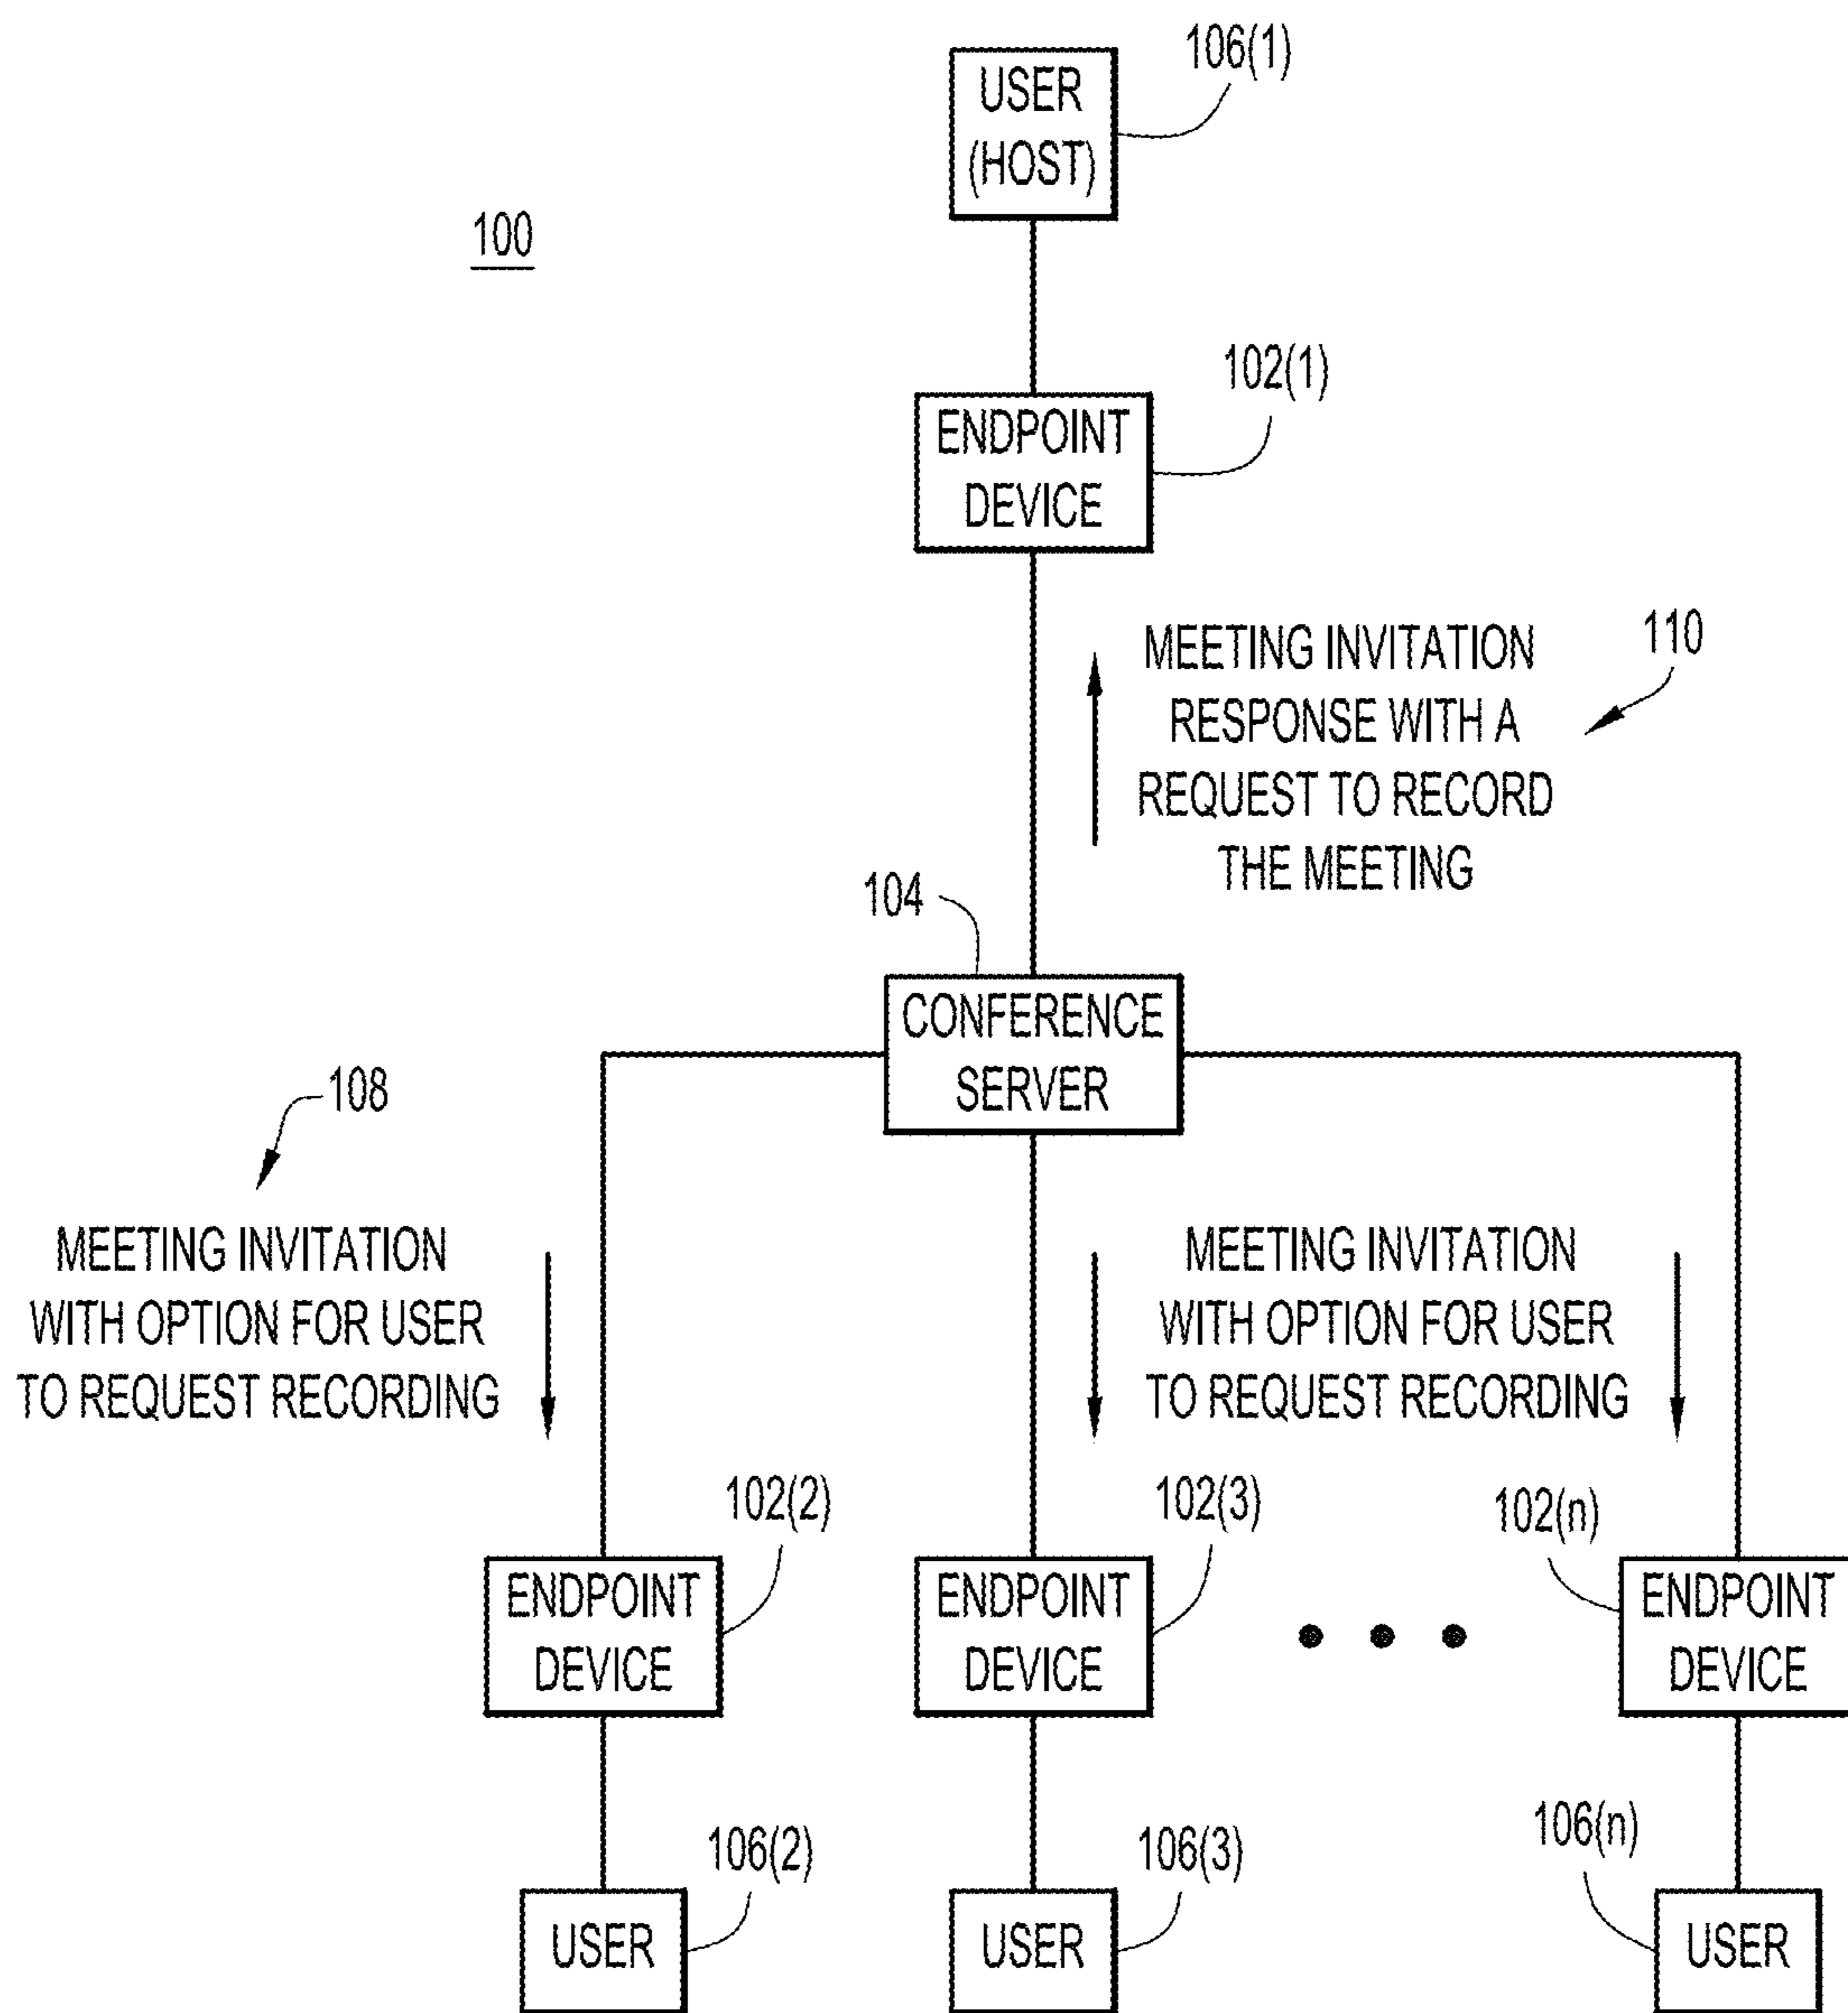 106(1)
USER
(HOST)
100
102(1)
ENDPOINT
DEVICE
110
MEETING INVITATION
RESPONSE WITH A
REQUEST TO RECORD
THE MEETING
104
CONFERENCE
SERVER
108
MEETING INVITATION
WITH OPTION FOR USER
TO REQUEST RECORDING
MEETING INVITATION
WITH OPTION FOR USER
TO REQUEST RECORDING
102(2)
102(3)
102(n)
ENDPOINT
DEVICE
ENDPOINT
DEVICE
ENDPOINT
DEVICE
106(2)
106(3)
106(n)
USER
USER
USER